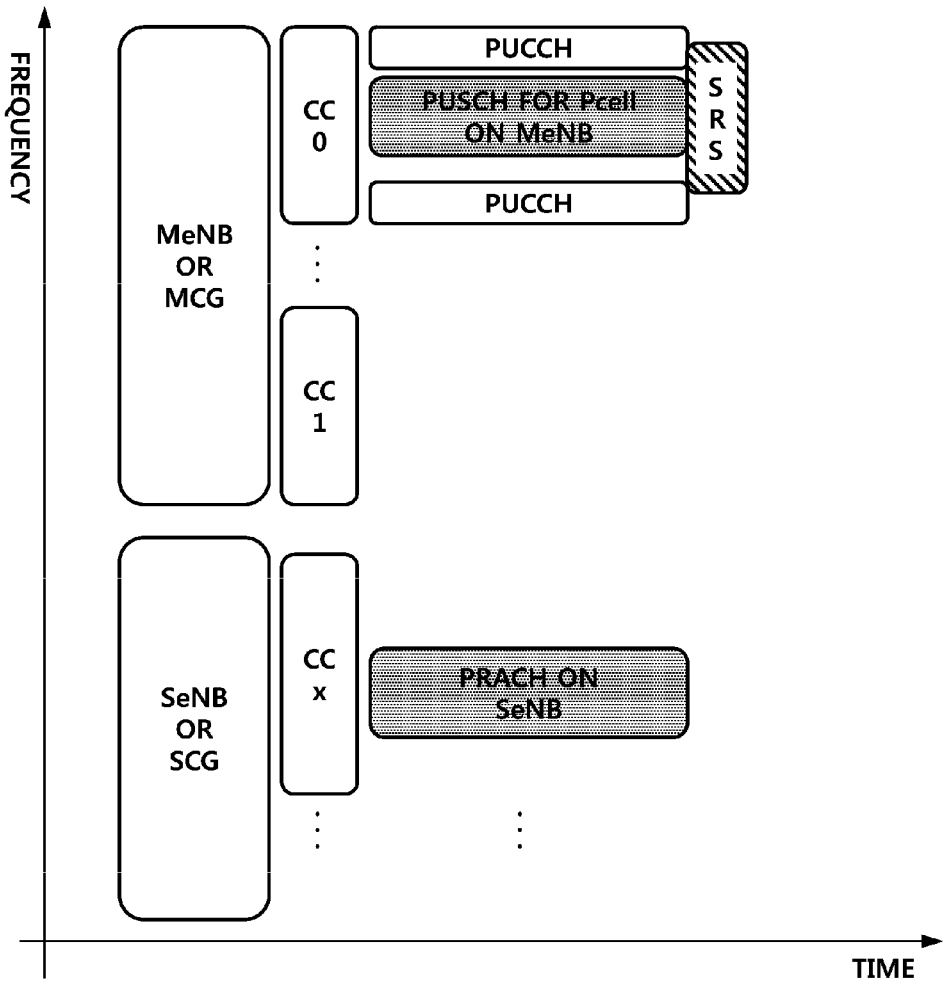 FREQUENCY
MeNB
OR
MCG
CC
0
PUCCH
PUSCH FOR Pcell
ON MeNB
PUCCH
S
R
S
CC
1
SeNB
OR
SCG
CC
x
PRACH ON
SeNB
TIME